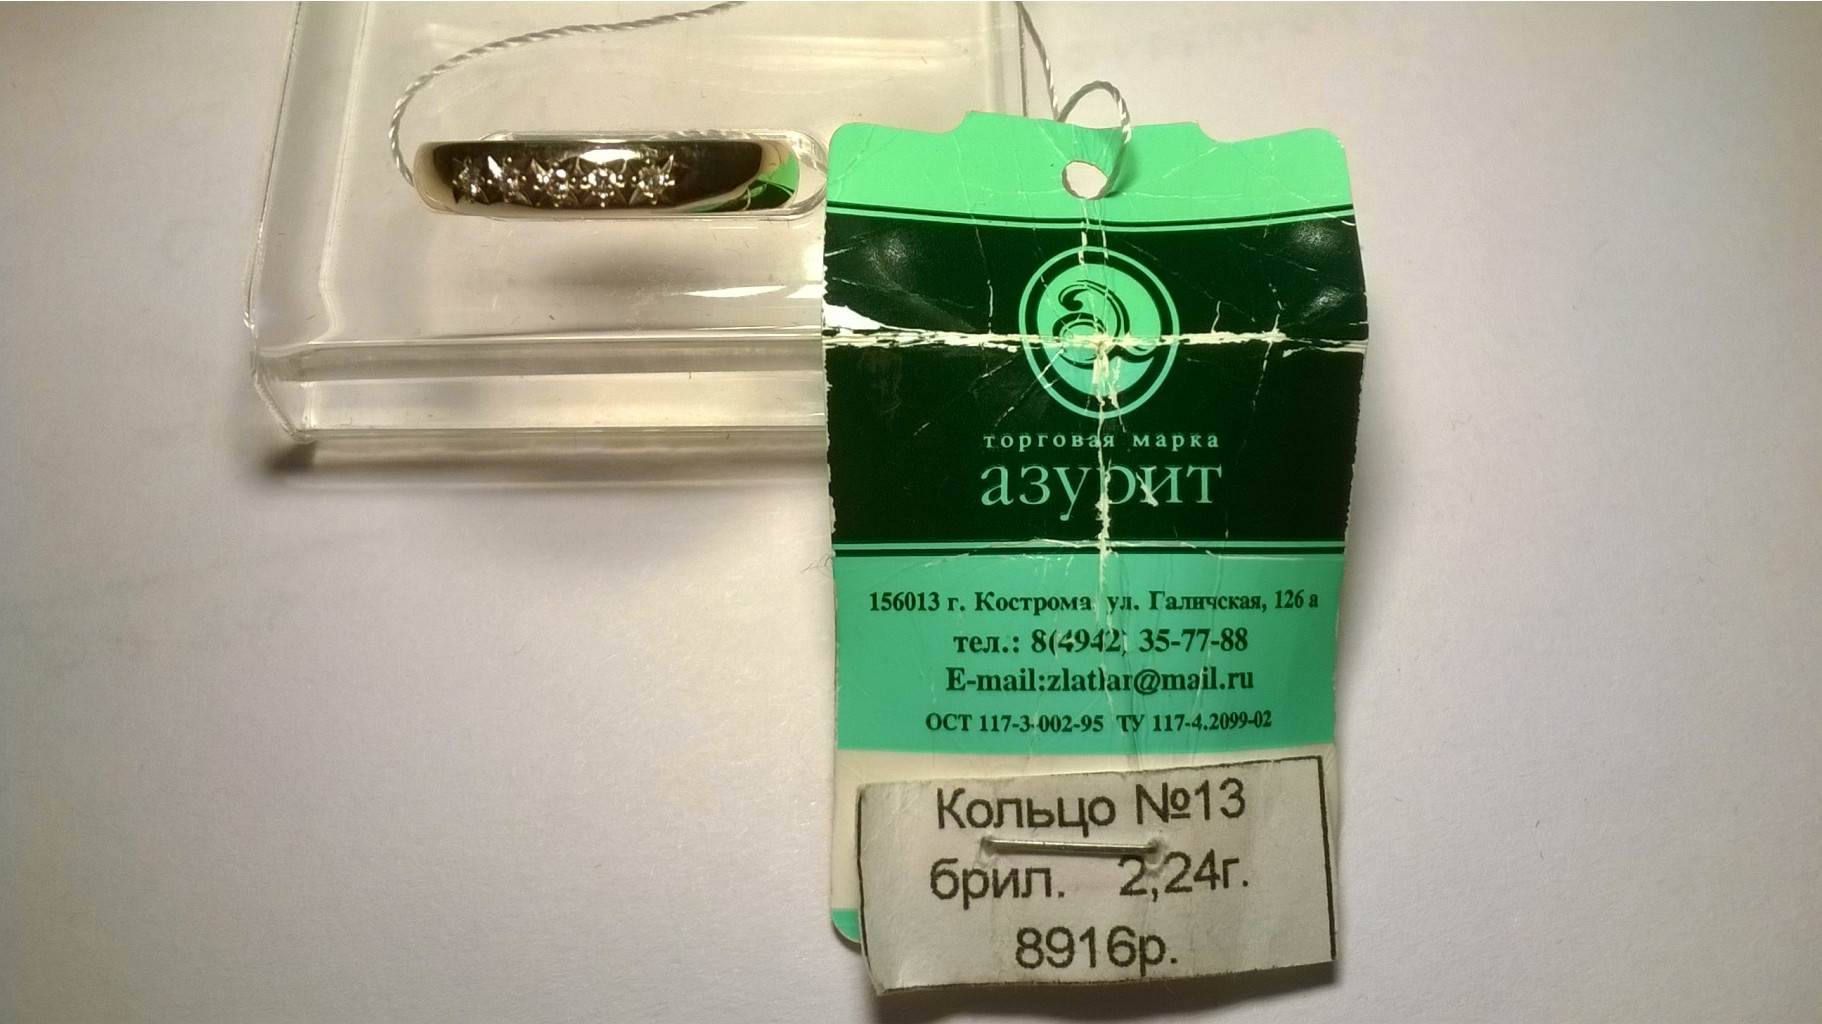 торговая марка
азурит
156013 г. Кострома ул. Галичская, 126 а
тел.: 8(4942) 35-77-88
E-mail:zlatlar@mail.ru
ОСТ 117-3-002-95 ТУ 117-4.2099-02
Кольцо №13
брил. 2,24г.
8916р.